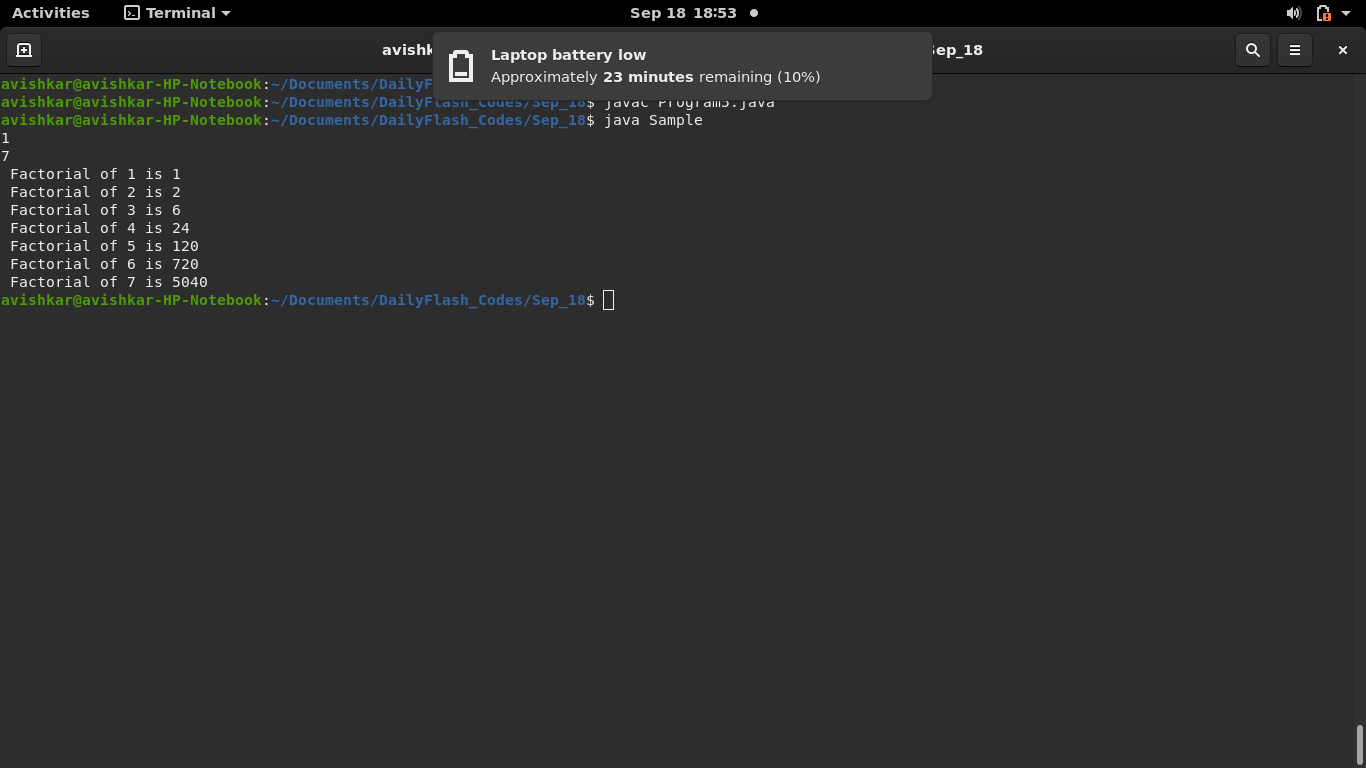 Activities Terminal Sep 18 18:53
avishk Sep_18
Laptop battery low
Approximately 23 minutes remaining (10%)
avishkar@avishkar-HP-Notebook:~/Documents/DailyF
avishkar@avishkar-HP-Notebook:~/Documents/DailyFlash_Codes/Sep_18$ javac Program5.java
avishkar@avishkar-HP-Notebook:~/Documents/DailyFlash_Codes/Sep_18$ java Sample
1
7
Factorial of 1 is 1
Factorial of 2 is 2
Factorial of 3 is 6
Factorial of 4 is 24
Factorial of 5 is 120
Factorial of 6 is 720
Factorial of 7 is 5040
avishkar@avishkar-HP-Notebook:~/Documents/DailyFlash_Codes/Sep_18$